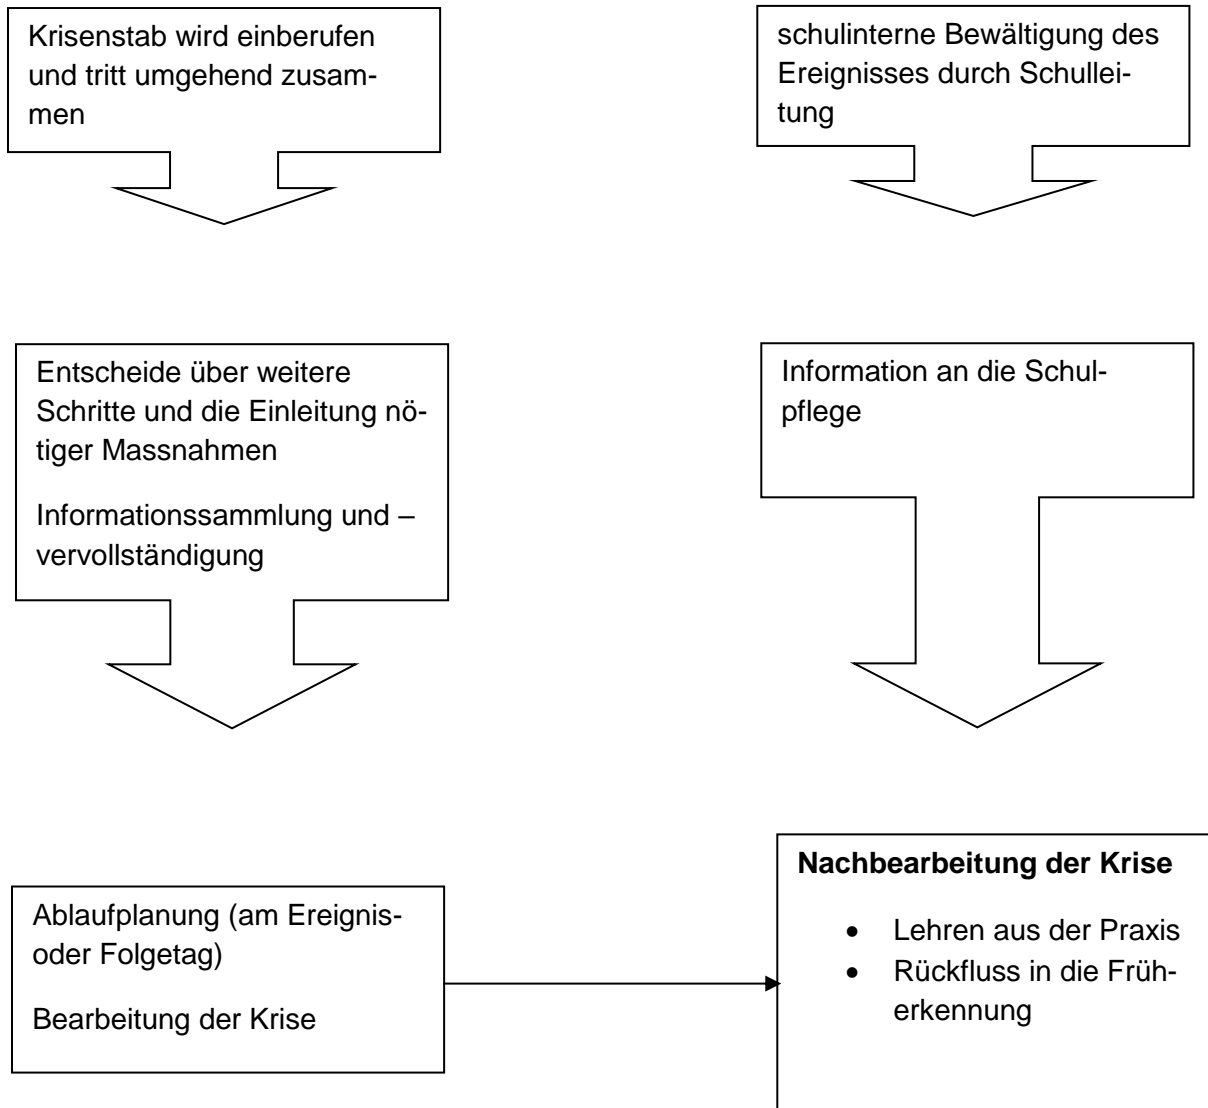 Krisenstab wird einberufen
und tritt umgehend zusam-
men
schulinterne Bewältigung des
Ereignisses durch Schullei-
tung
Entscheide über weitere
Schritte und die Einleitung nö-
tiger Massnahmen
Informationssammlung und –
vervollständigung
Information an die Schul-
pflege
Ablaufplanung (am Ereignis-
oder Folgetag)
Bearbeitung der Krise
Nachbearbeitung der Krise
• Lehren aus der Praxis
• Rückfluss in die Früh-
erkennung